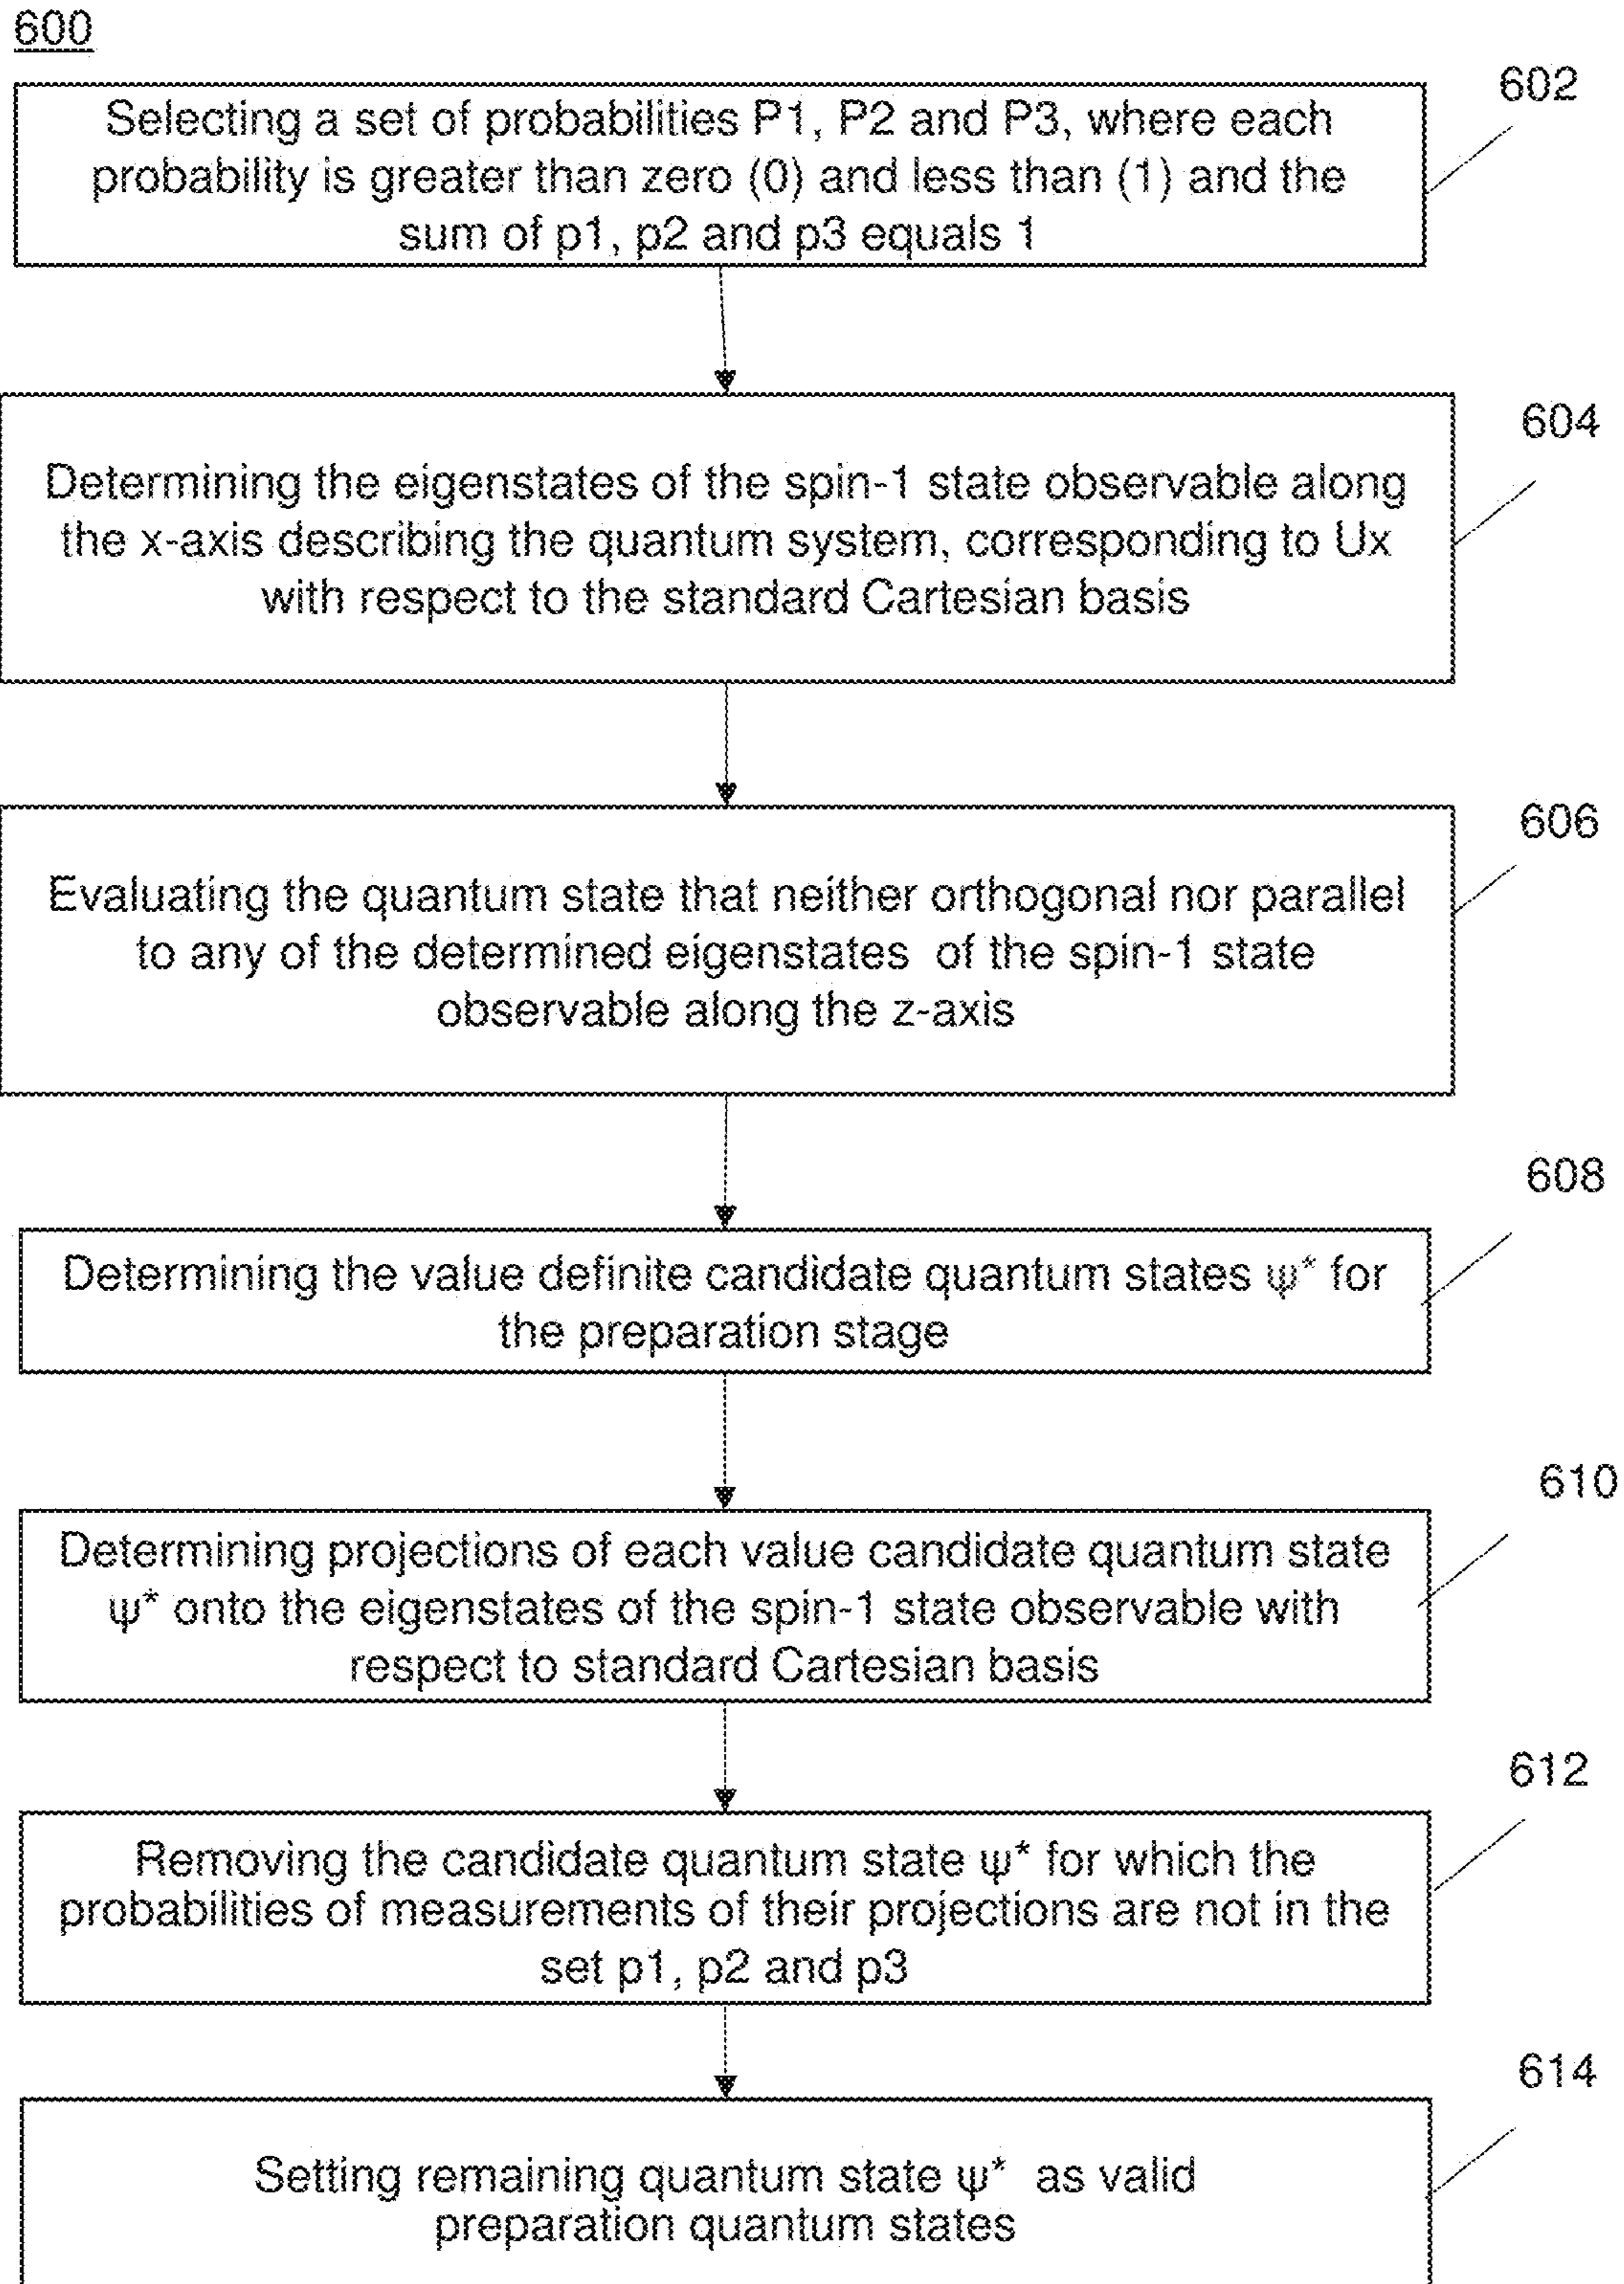 600
602
Selecting a set of probabilities P1, P2 and P3, where each
probability is greater than zero (0) and less than (1) and the
sum of p1, p2 and p3 equals 1
604
Determining the eigenstates of the spin-1 state observable along
the x-axis describing the quantum system, corresponding to Ux
with respect to the standard Cartesian basis
606
Evaluating the quantum state that neither orthogonal nor parallel
to any of the determined eigenstates of the spin-1 state
observable along the z-axis
608
Determining the value definite candidate quantum states ψ* for
the preparation stage
610
Determining projections of each value candidate quantum state
ψ* onto the eigenstates of the spin-1 state observable with
respect to standard Cartesian basis
612
Removing the candidate quantum state ψ* for which the
probabilities of measurements of their projections are not in the
set p1, p2 and p3
614
Setting remaining quantum state ψ* as valid
preparation quantum states